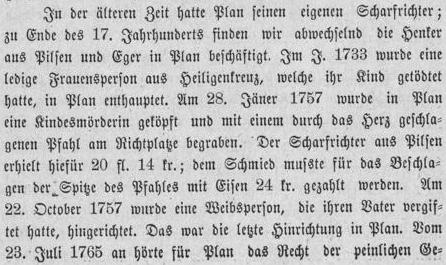 In der älteren Zeit hatte Plan seinen eigenen Scharfrichter;
zu Ende des 17. Jahrhunderts finden wir abwechselnd die Henker
aus Pilsen und Eger in Plan beschäftigt. Im J. 1733 wurde eine
ledige Frauensperson aus Heiligenkreuz, welche ihr Kind getödtet
hatte, in Plan enthauptet. Am 28. Jäner 1757 wurde in Plan
eine Kindesmörderin geköpft und mit einem durch das Herz geschla-
genen Pfahl am Richtplatze begraben. Der Scharfrichter aus Pilsen
erhielt hiefür 20 fl. 14 kr.; dem Schmied mußte für das Beschla-
gen der Spitze des Pfahles mit Eisen 24 kr. gezahlt werden. Am
22. October 1757 wurde eine Weibsperson, die ihren Vater vergif-
tet hatte, hingerichtet. Das war die letzte Hinrichtung in Plan. Vom
23. Juli 1765 an hörte für Plan das Recht der peinlichen Ge-